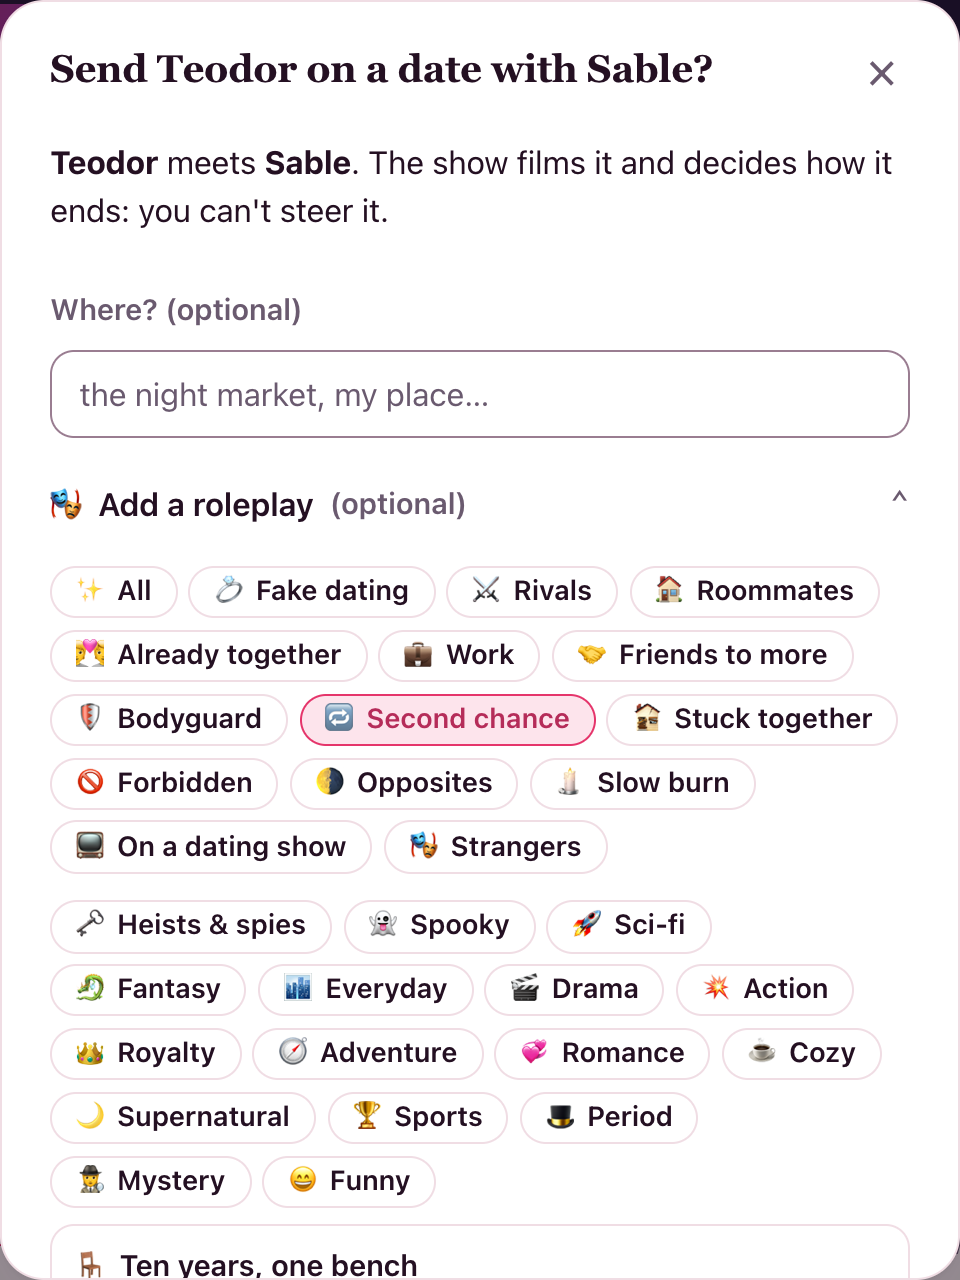 Send Teodor on a date with Sable?
Teodor meets Sable. The show films it and decides how it
ends: you can't steer it.
Where? (optional)
the night market, my place...
Add a roleplay (optional)
All Fake dating Rivals Roommates
Already together Work Friends to more
Bodyguard Second chance Stuck together
Forbidden Opposites Slow burn
On a dating show Strangers
Heists & spies Spooky Sci-fi
Fantasy Everyday Drama Action
Royalty Adventure Romance Cozy
Supernatural Sports Period
Mystery Funny
Ten years, one bench